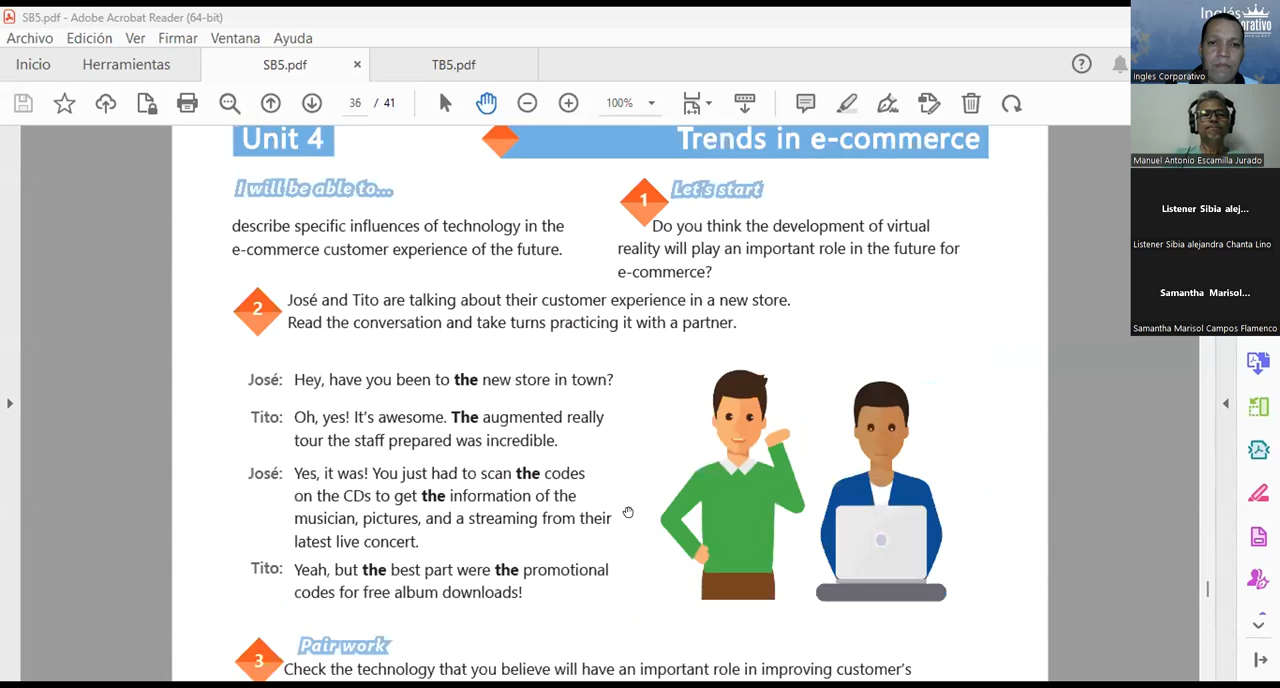 SB5.pdf - Adobe Acrobat Reader (64-bit)
Archivo Edición Ver Firmar Ventana Ayuda
Inicio Herramientas SB5.pdf × TB5.pdf
36 / 41 100%
Unit 4
Trends in e-commerce
I will be able to...
describe specific influences of technology in the
e-commerce customer experience of the future.
1 Let's start
Do you think the development of virtual
reality will play an important role in the future for
e-commerce?
2 José and Tito are talking about their customer experience in a new store.
Read the conversation and take turns practicing it with a partner.
José: Hey, have you been to the new store in town?
Tito: Oh, yes! It's awesome. The augmented really
tour the staff prepared was incredible.
José: Yes, it was! You just had to scan the codes
on the CDs to get the information of the
musician, pictures, and a streaming from their
latest live concert.
Tito: Yeah, but the best part were the promotional
codes for free album downloads!
3 Pair work
Check the technology that you believe will have an important role in improving customer's
Ingles Corporativo
Manuel Antonio Escamilla Jurado
Listener Sibia alej...
Listener Sibia alejandra Chanta Lino
Samantha Marisol...
Samantha Marisol Campos Flamenco